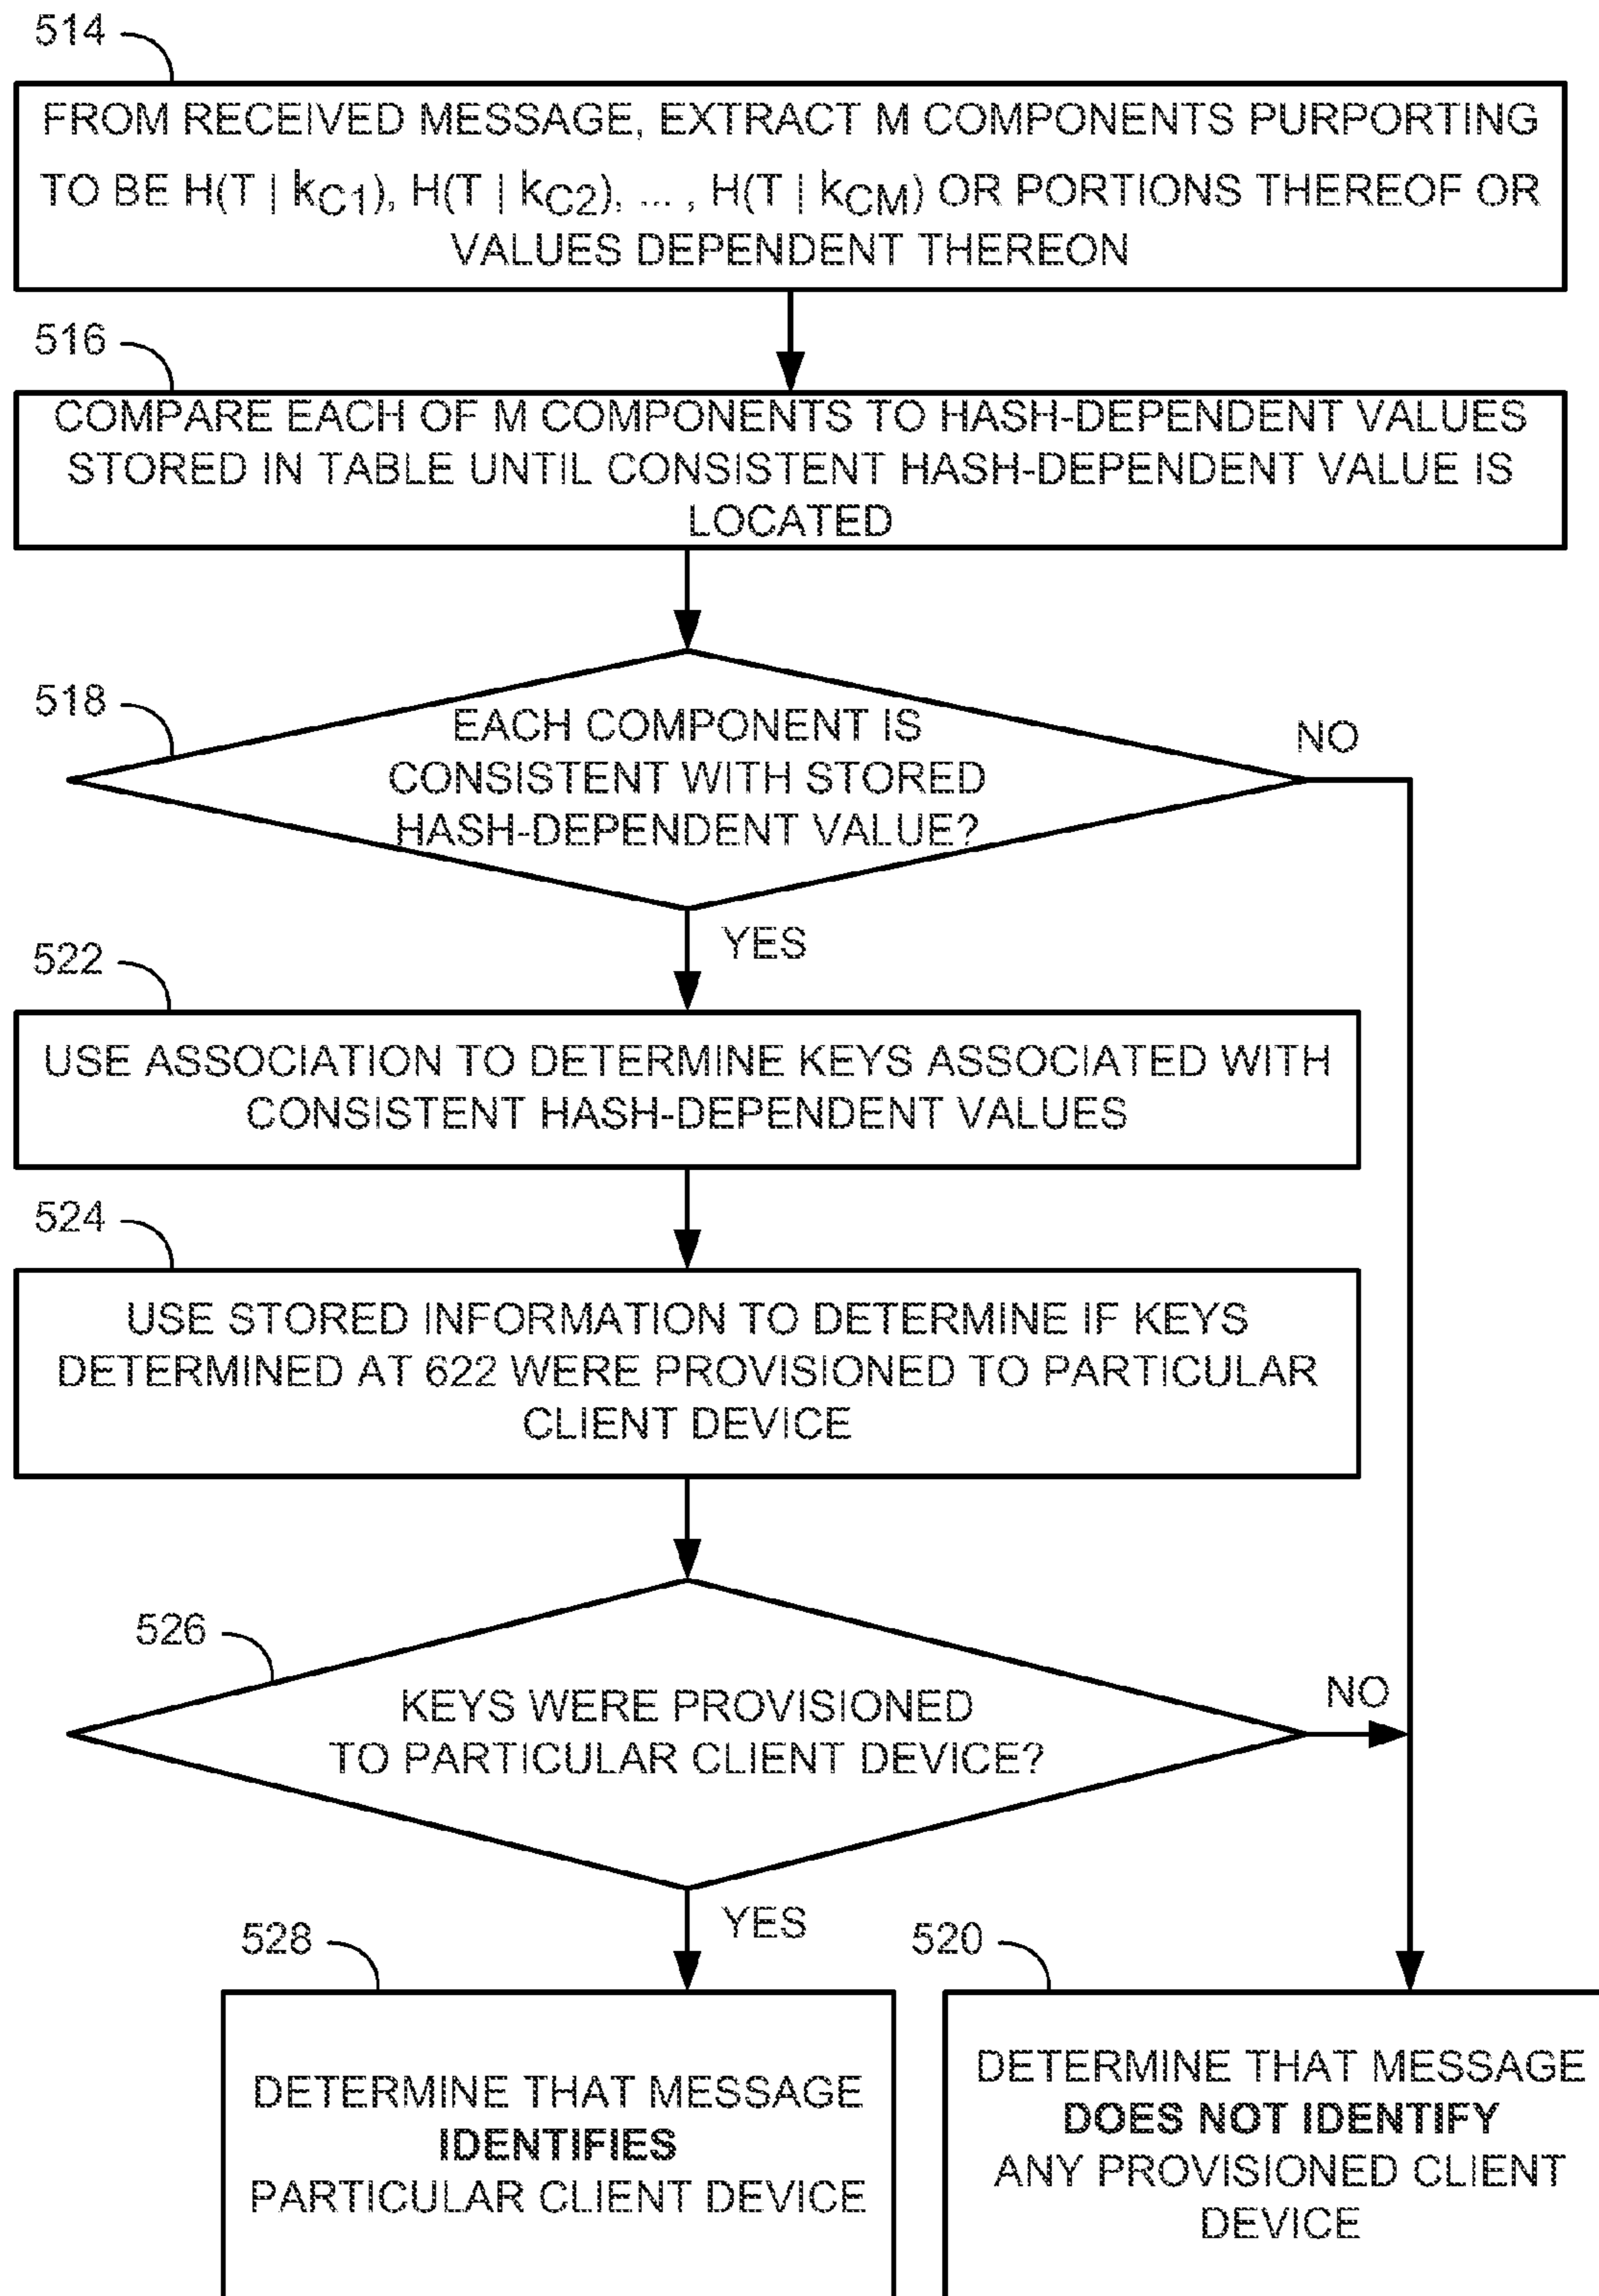 514
FROM RECEIVED MESSAGE, EXTRACT M COMPONENTS PURPORTING
TO BE H(T | kC1), H(T | kC2), ... , H(T | kCM) OR PORTIONS THEREOF OR
VALUES DEPENDENT THEREON
516
COMPARE EACH OF M COMPONENTS TO HASH-DEPENDENT VALUES
STORED IN TABLE UNTIL CONSISTENT HASH-DEPENDENT VALUE IS
LOCATED
518
EACH COMPONENT IS
CONSISTENT WITH STORED
HASH-DEPENDENT VALUE?
NO
YES
522
USE ASSOCIATION TO DETERMINE KEYS ASSOCIATED WITH
CONSISTENT HASH-DEPENDENT VALUES
524
USE STORED INFORMATION TO DETERMINE IF KEYS
DETERMINED AT 622 WERE PROVISIONED TO PARTICULAR
CLIENT DEVICE
526
KEYS WERE PROVISIONED
TO PARTICULAR CLIENT DEVICE?
NO
YES
528
DETERMINE THAT MESSAGE
IDENTIFIES
PARTICULAR CLIENT DEVICE
520
DETERMINE THAT MESSAGE
DOES NOT IDENTIFY
ANY PROVISIONED CLIENT
DEVICE